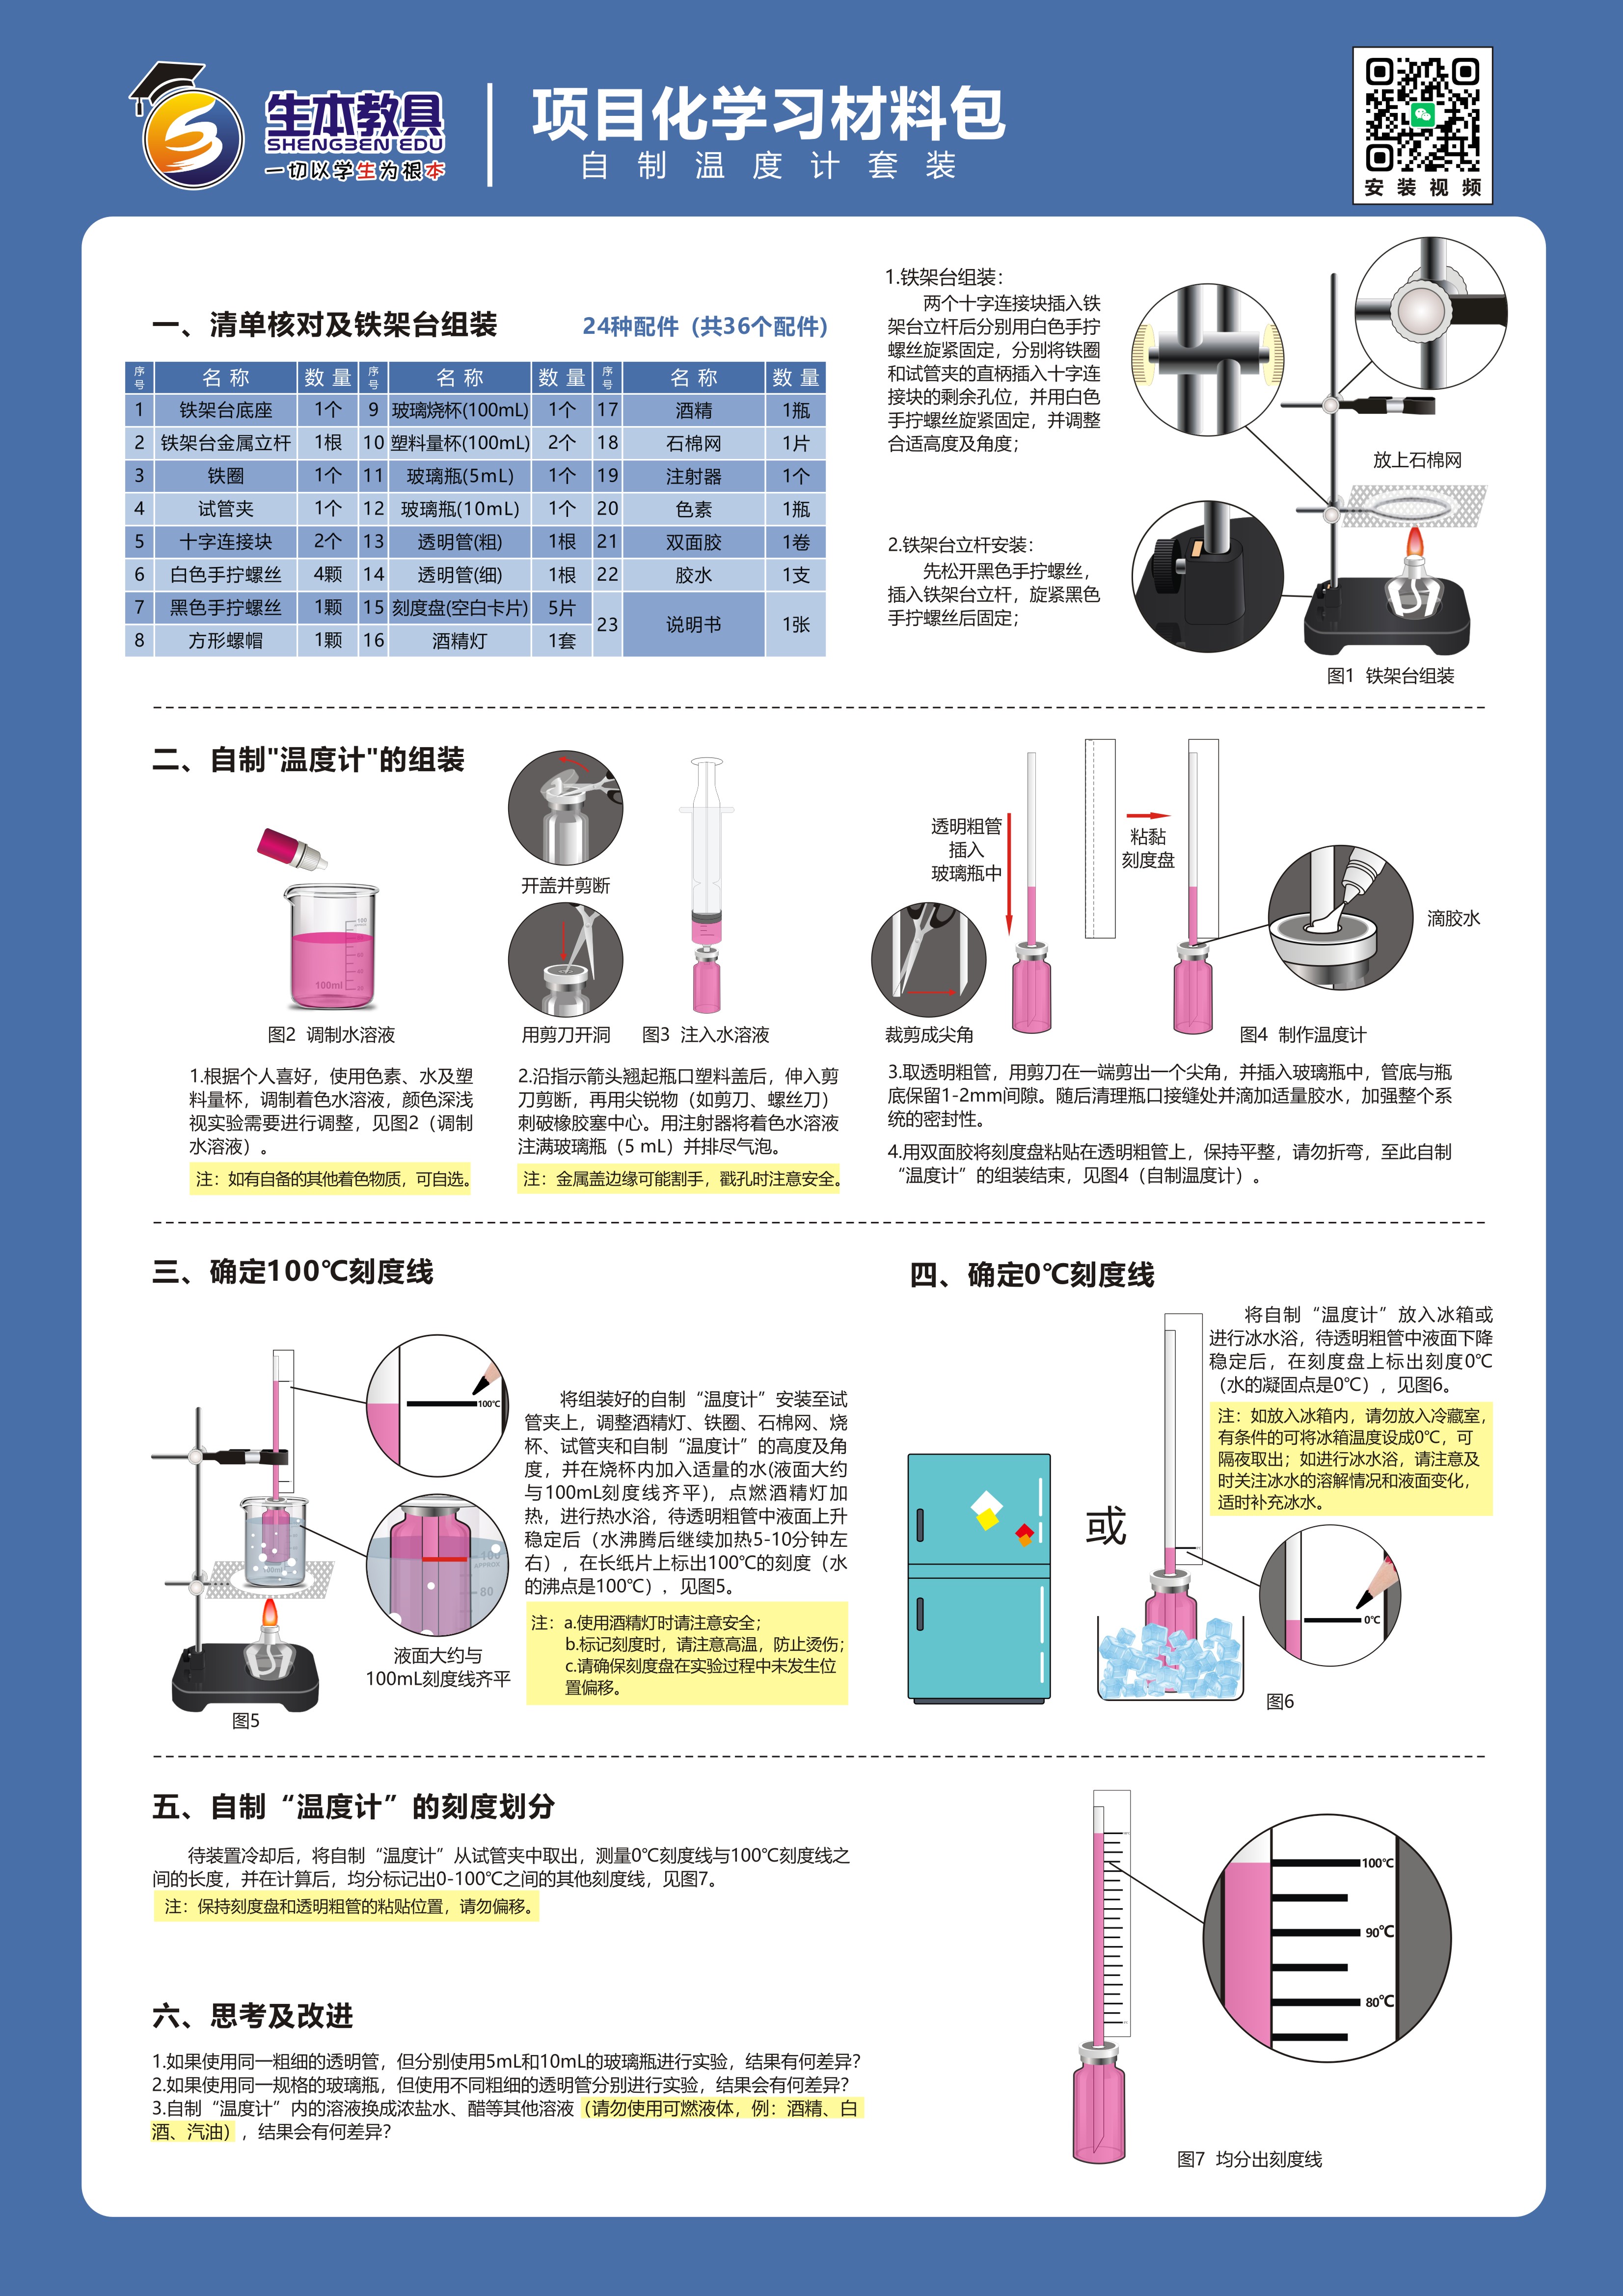 生本教具
SHENGBEN EDU
一切以学生为根本
项目化学习材料包
自制温度计套装
安装视频
一、清单核对及铁架台组装
24种配件 (共36个配件)
序号 名称 数量 序号 名称 数量 序号 名称 数量
1 铁架台底座 1个 9 玻璃烧杯(100mL) 1个 17 酒精 1瓶
2 铁架台金属立杆 1根 10 塑料量杯(100mL) 2个 18 石棉网 1片
3 铁圈 1个 11 玻璃瓶(5mL) 1个 19 注射器 1个
4 试管夹 1个 12 玻璃瓶(10mL) 1个 20 色素 1瓶
5 十字连接块 2个 13 透明管(粗) 1根 21 双面胶 1卷
6 白色手拧螺丝 4颗 14 透明管(细) 1根 22 胶水 1支
7 黑色手拧螺丝 1颗 15 刻度盘(空白卡片) 5片 23 说明书 1张
8 方形螺帽 1颗 16 酒精灯 1套
1.铁架台组装：
两个十字连接块插入铁
架台立杆后分别用白色手拧
螺丝旋紧固定，分别将铁圈
和试管夹的直柄插入十字连
接块的剩余孔位，并用白色
手拧螺丝旋紧固定，并调整
合适高度及角度；
2.铁架台立杆安装：
先松开黑色手拧螺丝，
插入铁架台立杆，旋紧黑色
手拧螺丝后固定；
放上石棉网
图1 铁架台组装
二、自制"温度计"的组装
100ml
图2 调制水溶液
开盖并剪断
用剪刀开洞
图3 注入水溶液
透明粗管
插入
玻璃瓶中
裁剪成尖角
粘黏
刻度盘
滴胶水
图4 制作温度计
1.根据个人喜好，使用色素、水及塑
料量杯，调制着色水溶液，颜色深浅
视实验需要进行调整，见图2（调制
水溶液）。
注：如有自备的其他着色物质，可自选。
2.沿指示箭头翘起瓶口塑料盖后，伸入剪
刀剪断，再用尖锐物（如剪刀、螺丝刀）
刺破橡胶塞中心。用注射器将着色水溶液
注满玻璃瓶（5 mL）并排尽气泡。
注：金属盖边缘可能割手，戳孔时注意安全。
3.取透明粗管，用剪刀在一端剪出一个尖角，并插入玻璃瓶中，管底与瓶
底保留1-2mm间隙。随后清理瓶口接缝处并滴加适量胶水，加强整个系
统的密封性。
4.用双面胶将刻度盘粘贴在透明粗管上，保持平整，请勿折弯，至此自制
“温度计”的组装结束，见图4（自制温度计）。
三、确定100℃刻度线
100℃
100
APPROX
80
液面大约与
100mL刻度线齐平
图5
将组装好的自制“温度计”安装至试
管夹上，调整酒精灯、铁圈、石棉网、烧
杯、试管夹和自制“温度计”的高度及角
度，并在烧杯内加入适量的水(液面大约
与100mL刻度线齐平)，点燃酒精灯加
热，进行热水浴，待透明粗管中液面上升
稳定后（水沸腾后继续加热5-10分钟左
右），在长纸片上标出100℃的刻度（水
的沸点是100℃），见图5。
注：a.使用酒精灯时请注意安全；
b.标记刻度时，请注意高温，防止烫伤；
c.请确保刻度盘在实验过程中未发生位
置偏移。
四、确定0℃刻度线
将自制“温度计”放入冰箱或
进行冰水浴，待透明粗管中液面下降
稳定后，在刻度盘上标出刻度0℃
（水的凝固点是0℃），见图6。
注：如放入冰箱内，请勿放入冷藏室，
有条件的可将冰箱温度设成0℃，可
隔夜取出；如进行冰水浴，请注意及
时关注冰水的溶解情况和液面变化，
适时补充冰水。
或
0℃
图6
五、自制“温度计”的刻度划分
待装置冷却后，将自制“温度计”从试管夹中取出，测量0℃刻度线与100℃刻度线之
间的长度，并在计算后，均分标记出0-100℃之间的其他刻度线，见图7。
注：保持刻度盘和透明粗管的粘贴位置，请勿偏移。
100℃
90℃
80℃
图7 均分出刻度线
六、思考及改进
1.如果使用同一粗细的透明管，但分别使用5mL和10mL的玻璃瓶进行实验，结果有何差异？
2.如果使用同一规格的玻璃瓶，但使用不同粗细的透明管分别进行实验，结果会有何差异？
3.自制“温度计”内的溶液换成浓盐水、醋等其他溶液（请勿使用可燃液体，例：酒精、白
酒、汽油），结果会有何差异？